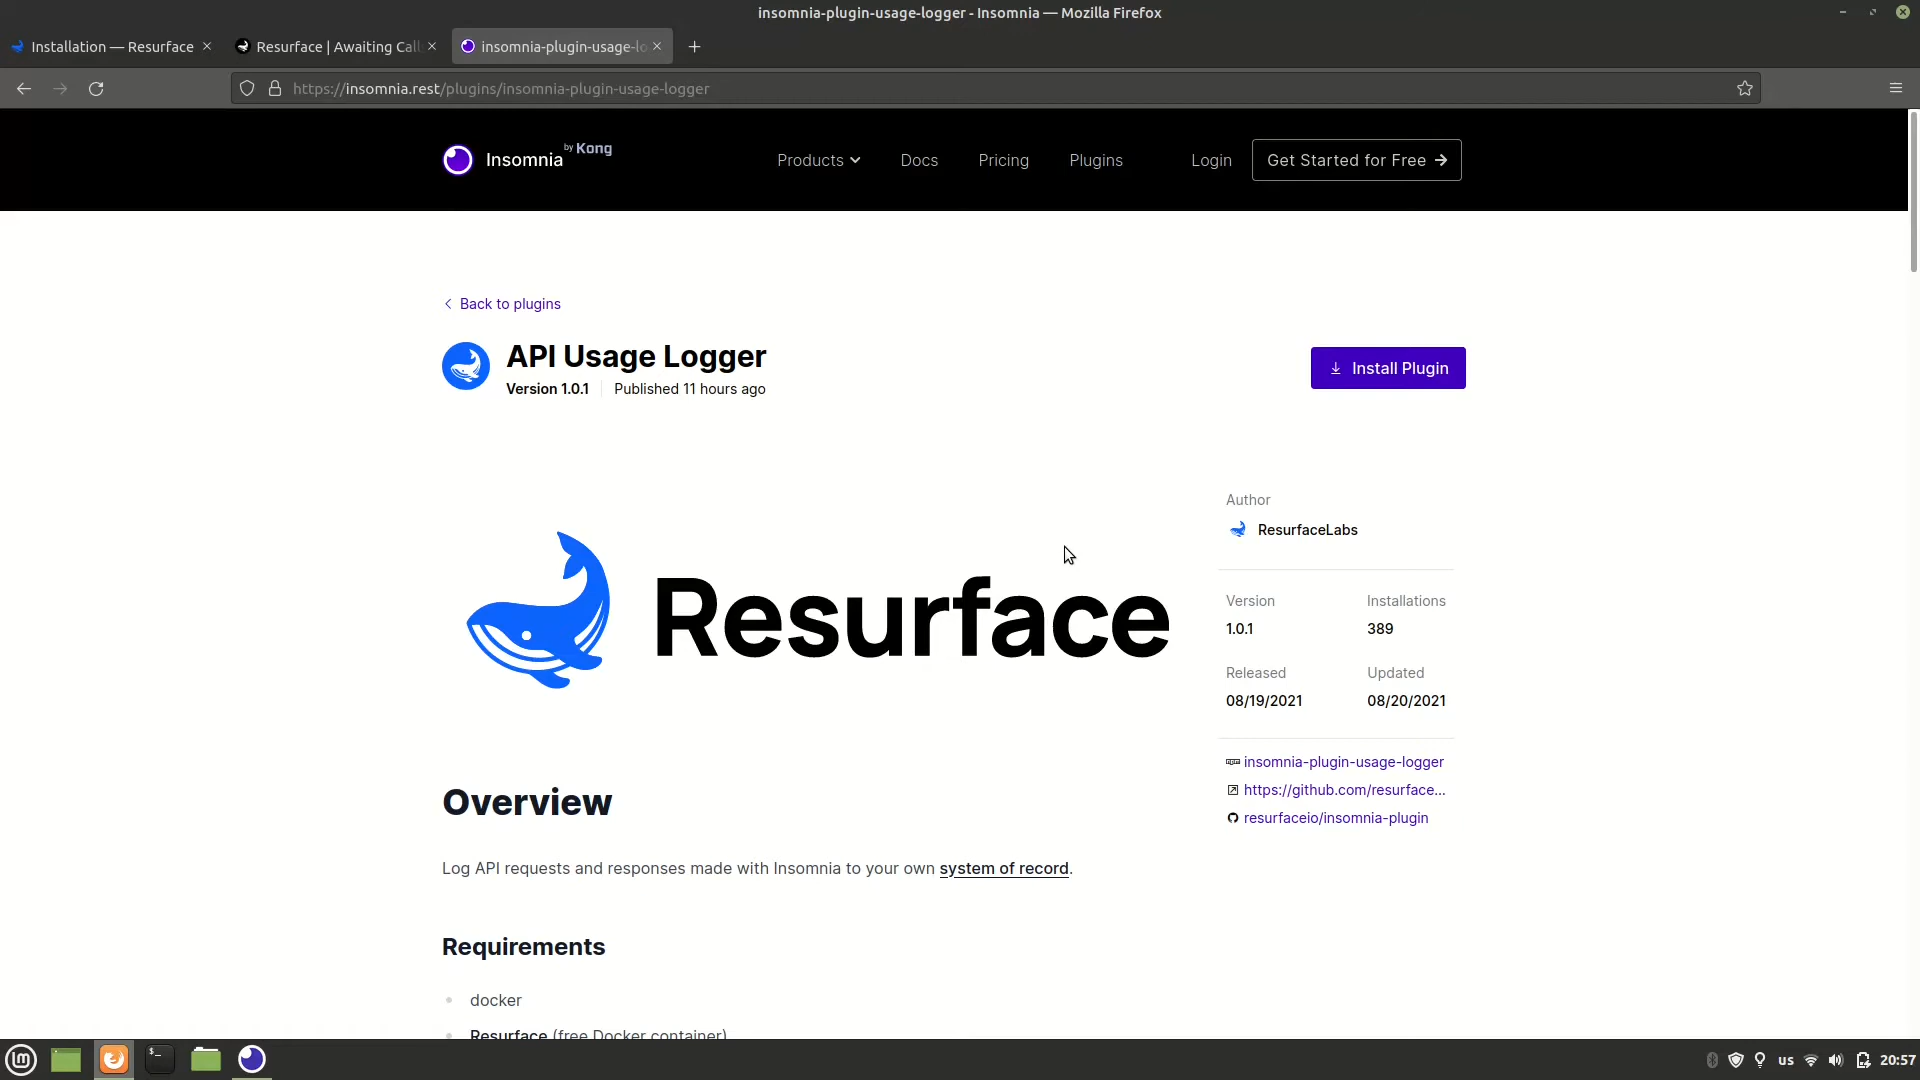 insomnia-plugin-usage-logger - Insomnia — Mozilla Firefox
Installation — Resurface
Resurface | Awaiting Call
insomnia-plugin-usage-lo
https://insomnia.rest/plugins/insomnia-plugin-usage-logger
Insomnia by Kong
Products
Docs
Pricing
Plugins
Login
Get Started for Free
Back to plugins
API Usage Logger
Version 1.0.1
Published 11 hours ago
Install Plugin
Resurface
Author
ResurfaceLabs
Version
Installations
1.0.1
389
Released
Updated
08/19/2021
08/20/2021
insomnia-plugin-usage-logger
https://github.com/resurface...
resurfaceio/insomnia-plugin
Overview
Log API requests and responses made with Insomnia to your own system of record.
Requirements
docker
Resurface (free Docker container)
us
20:57